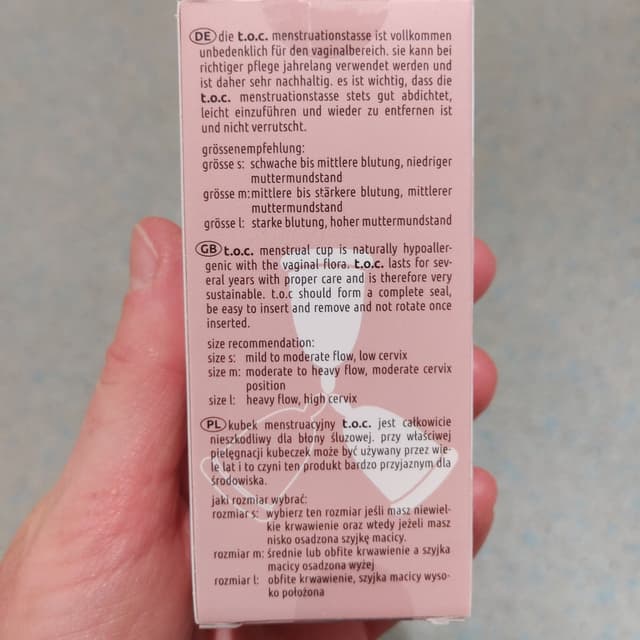 DE die t.o.c. menstruationstasse ist vollkommen
unbedenklich für den vaginalbereich. sie kann bei
richtiger pflege jahrelang verwendet werden und
ist daher sehr nachhaltig. es ist wichtig, dass die
t.o.c. menstruationstasse stets gut abdichtet,
leicht einzuführen und wieder zu entfernen ist
und nicht verrutscht.
grössenempfehlung:
grösse s: schwache bis mittlere blutung, niedriger
muttermundstand
grösse m: mittlere bis stärkere blutung, mittlerer
muttermundstand
grösse l: starke blutung, hoher muttermundstand
GB t.o.c. menstrual cup is naturally hypoaller-
genic with the vaginal flora. t.o.c. lasts for sev-
eral years with proper care and is therefore very
sustainable. t.o.c should form a complete seal,
be easy to insert and remove and not rotate once
inserted.
size recommendation:
size s: mild to moderate flow, low cervix
size m: moderate to heavy flow, moderate cervix
position
size l: heavy flow, high cervix
PL kubek menstruacyjny t.o.c. jest całkowicie
nieszkodliwy dla błony śluzowej. przy właściwej
pielęgnacji kubeczek może być używany przez wie-
le lat i to czyni ten produkt bardzo przyjaznym dla
środowiska.
jaki rozmiar wybrać:
rozmiar s: wybierz ten rozmiar jeśli masz niewiel-
kie krwawienie oraz wtedy jeżeli masz
nisko osadzona szyjkę macicy.
rozmiar m: średnie lub obfite krwawienie a szyjka
macicy osadzona wyżej
rozmiar l: obfite krwawienie, szyjka macicy wyso-
ko położona